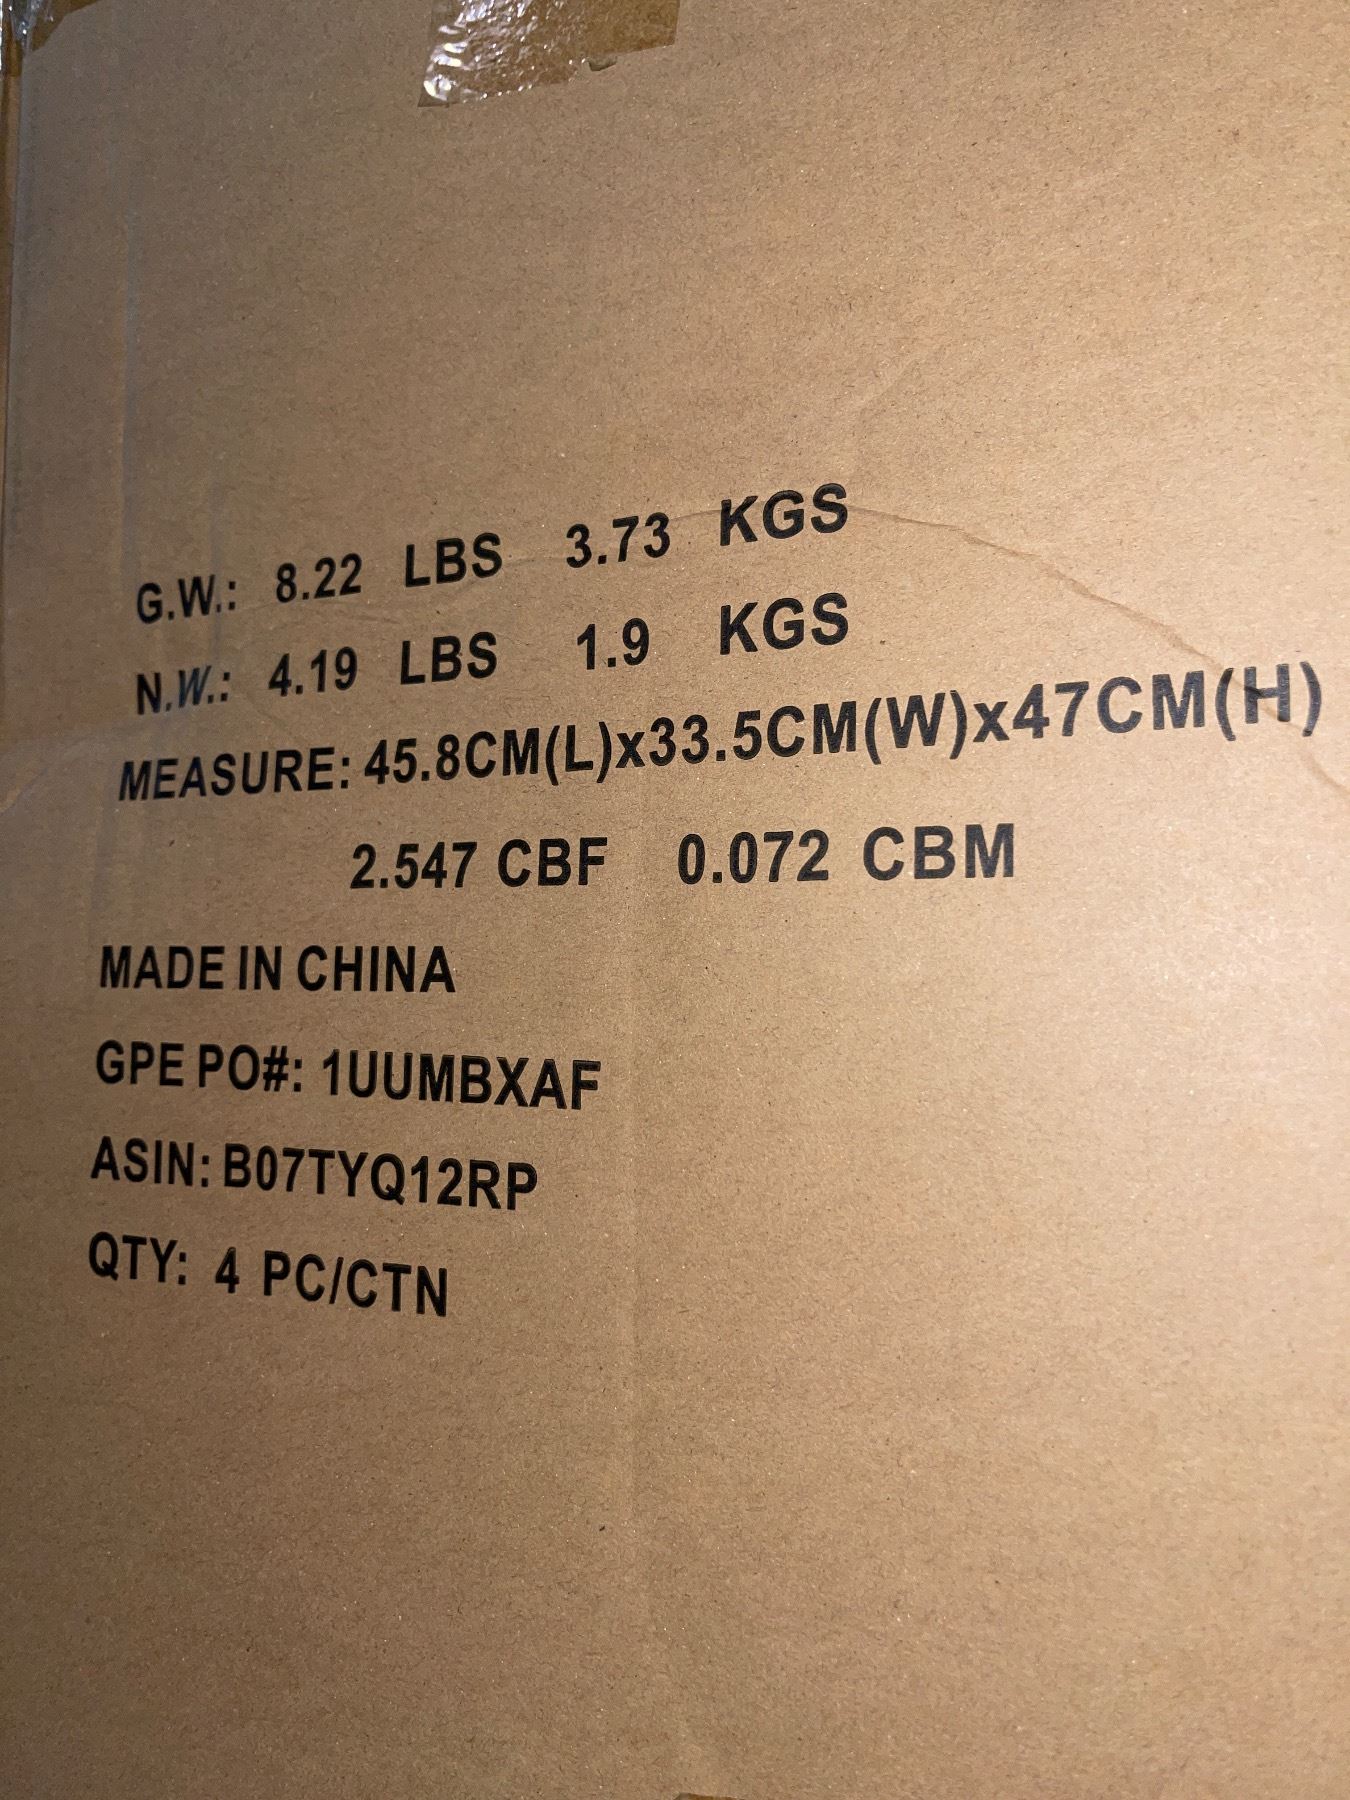 G.W.: 8.22 LBS 3.73 KGS
N.W.: 4.19 LBS 1.9 KGS
MEASURE: 45.8CM(L)x33.5CM(W)x47CM(H)
2.547 CBF 0.072 CBM
MADE IN CHINA
GPE PO#: 1UUMBXAF
ASIN: B07TYQ12RP
QTY: 4 PC/CTN